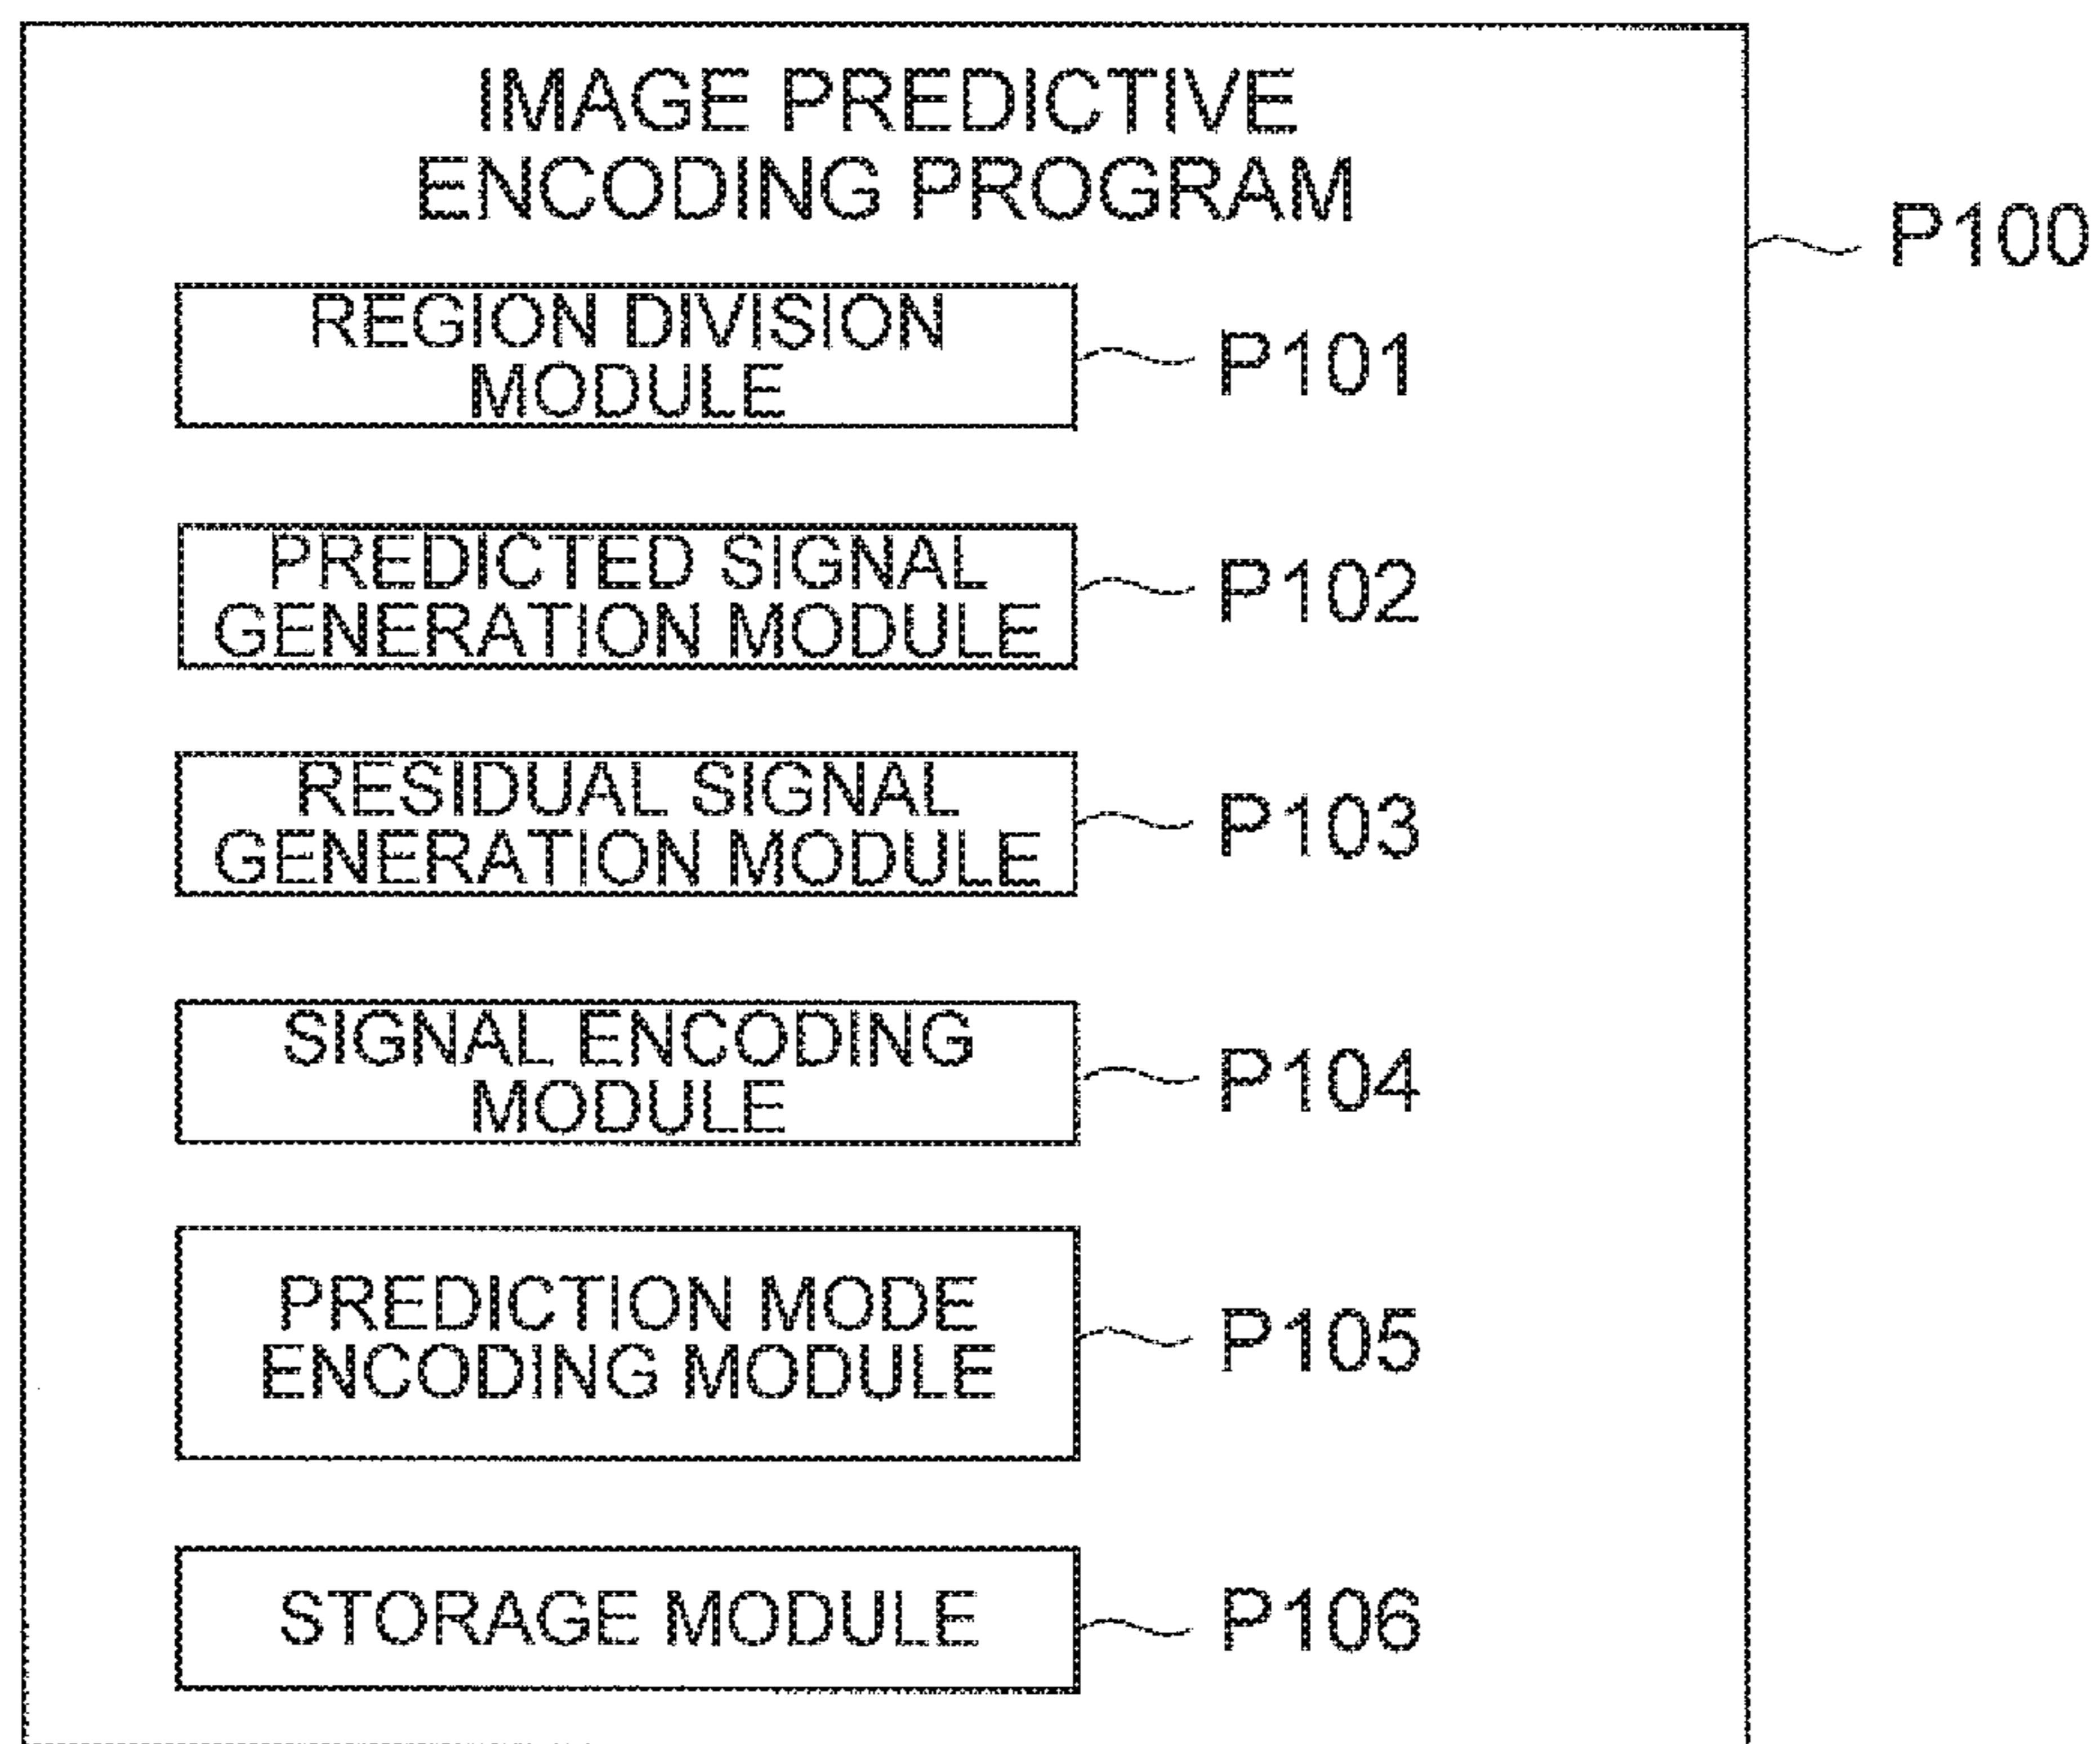 IMAGE PREDICTIVE
ENCODING PROGRAM
P100
REGION DIVISION
MODULE
P101
PREDICTED SIGNAL
GENERATION MODULE
P102
RESIDUAL SIGNAL
GENERATION MODULE
P103
SIGNAL ENCODING
MODULE
P104
PREDICTION MODE
ENCODING MODULE
P105
STORAGE MODULE
P106